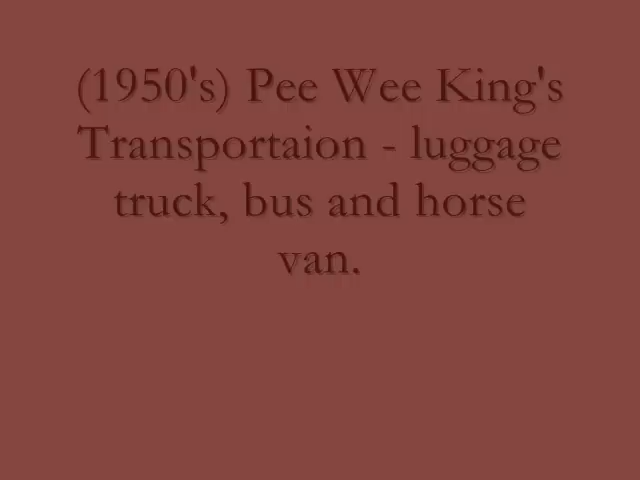 (1950's) Pee Wee King's
Transportaion - luggage
truck, bus and horse
van.